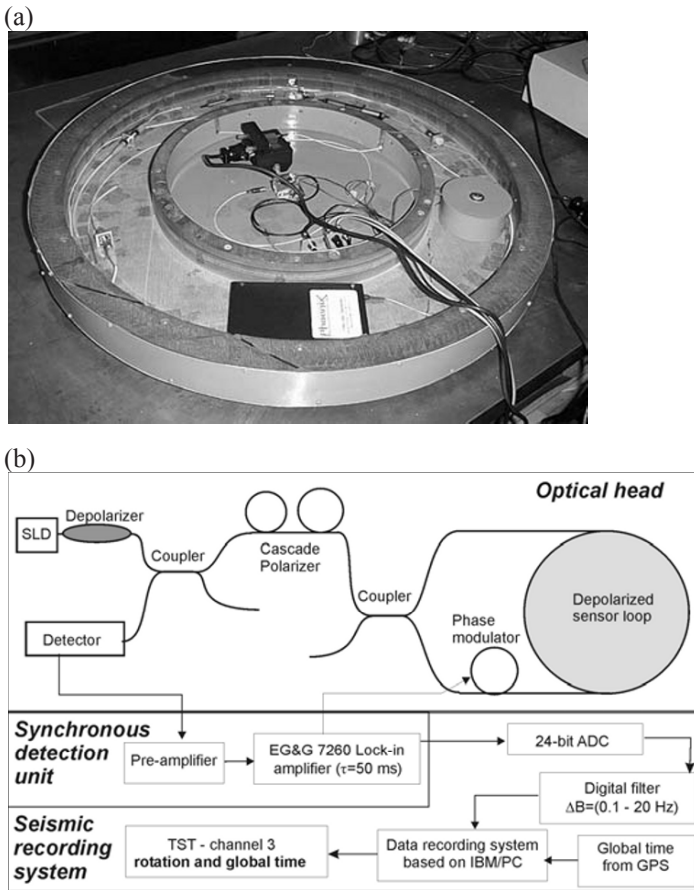 (a)
Phoenix
(b)
Optical head
Depolarizer
SLD
Coupler
Cascade
Polarizer
Coupler
Detector
Phase
modulator
Depolarized
sensor loop
Synchronous
detection
unit
Pre-amplifier
EG&G 7260 Lock-in
amplifier (τ=50 ms)
24-bit ADC
Digital filter
ΔB=(0.1 - 20 Hz)
Seismic
recording
system
TST - channel 3
rotation and global time
Data recording system
based on IBM/PC
Global time
from GPS